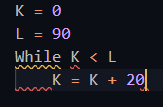 K = 0
L = 90
While K < L
    K = K + 20